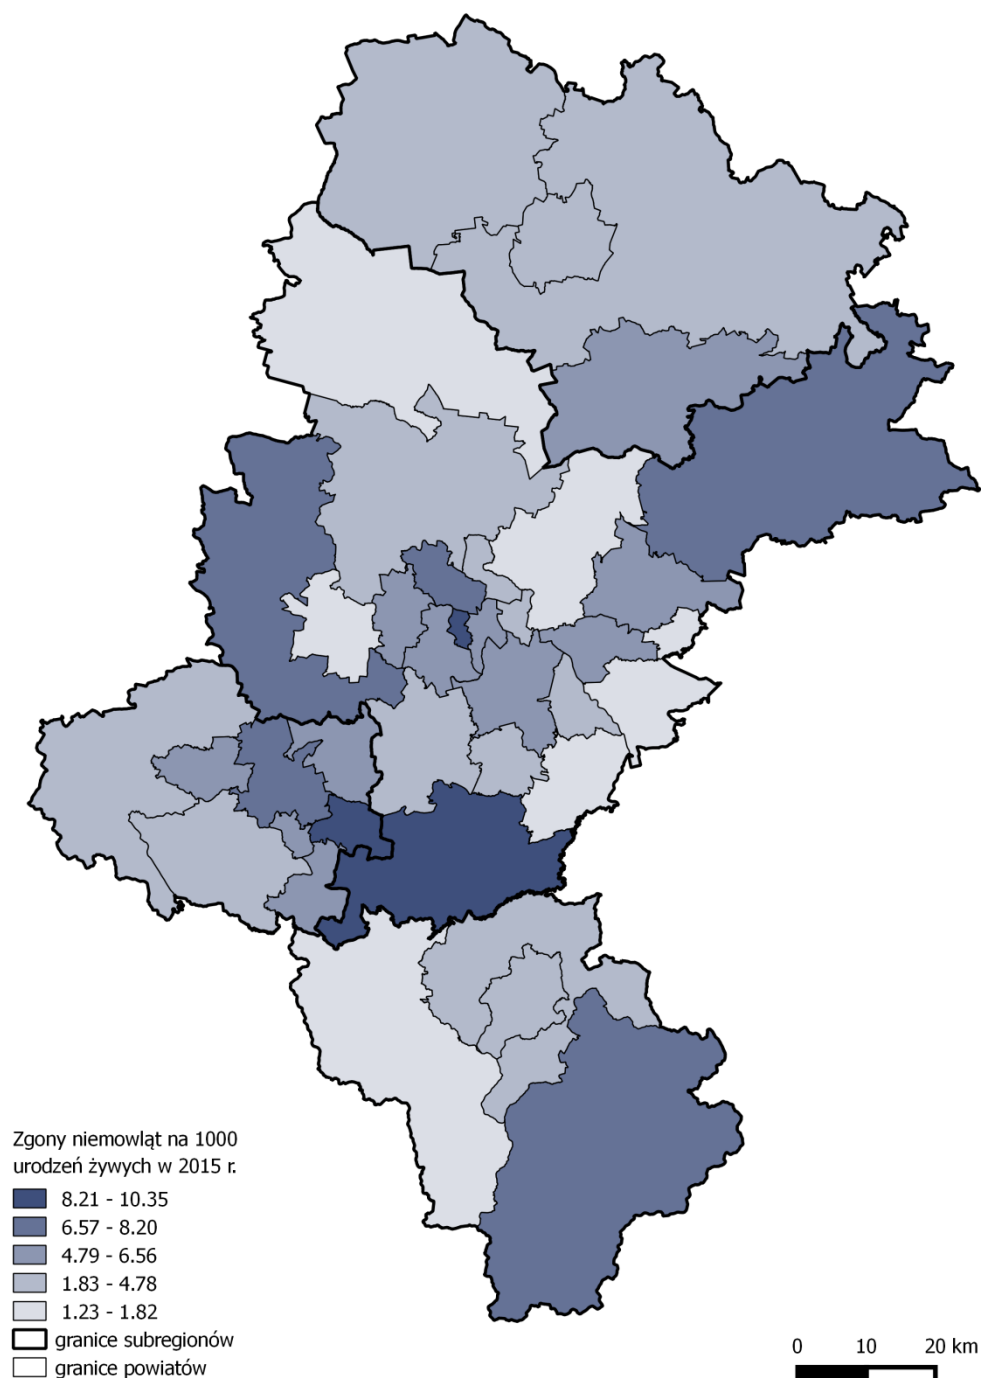 Zgony niemowląt na 1000
urodzeń żywych w 2015 r.
8.21 - 10.35
6.57 - 8.20
4.79 - 6.56
1.83 - 4.78
1.23 - 1.82
granice subregionów
granice powiatów
0 10 20 km